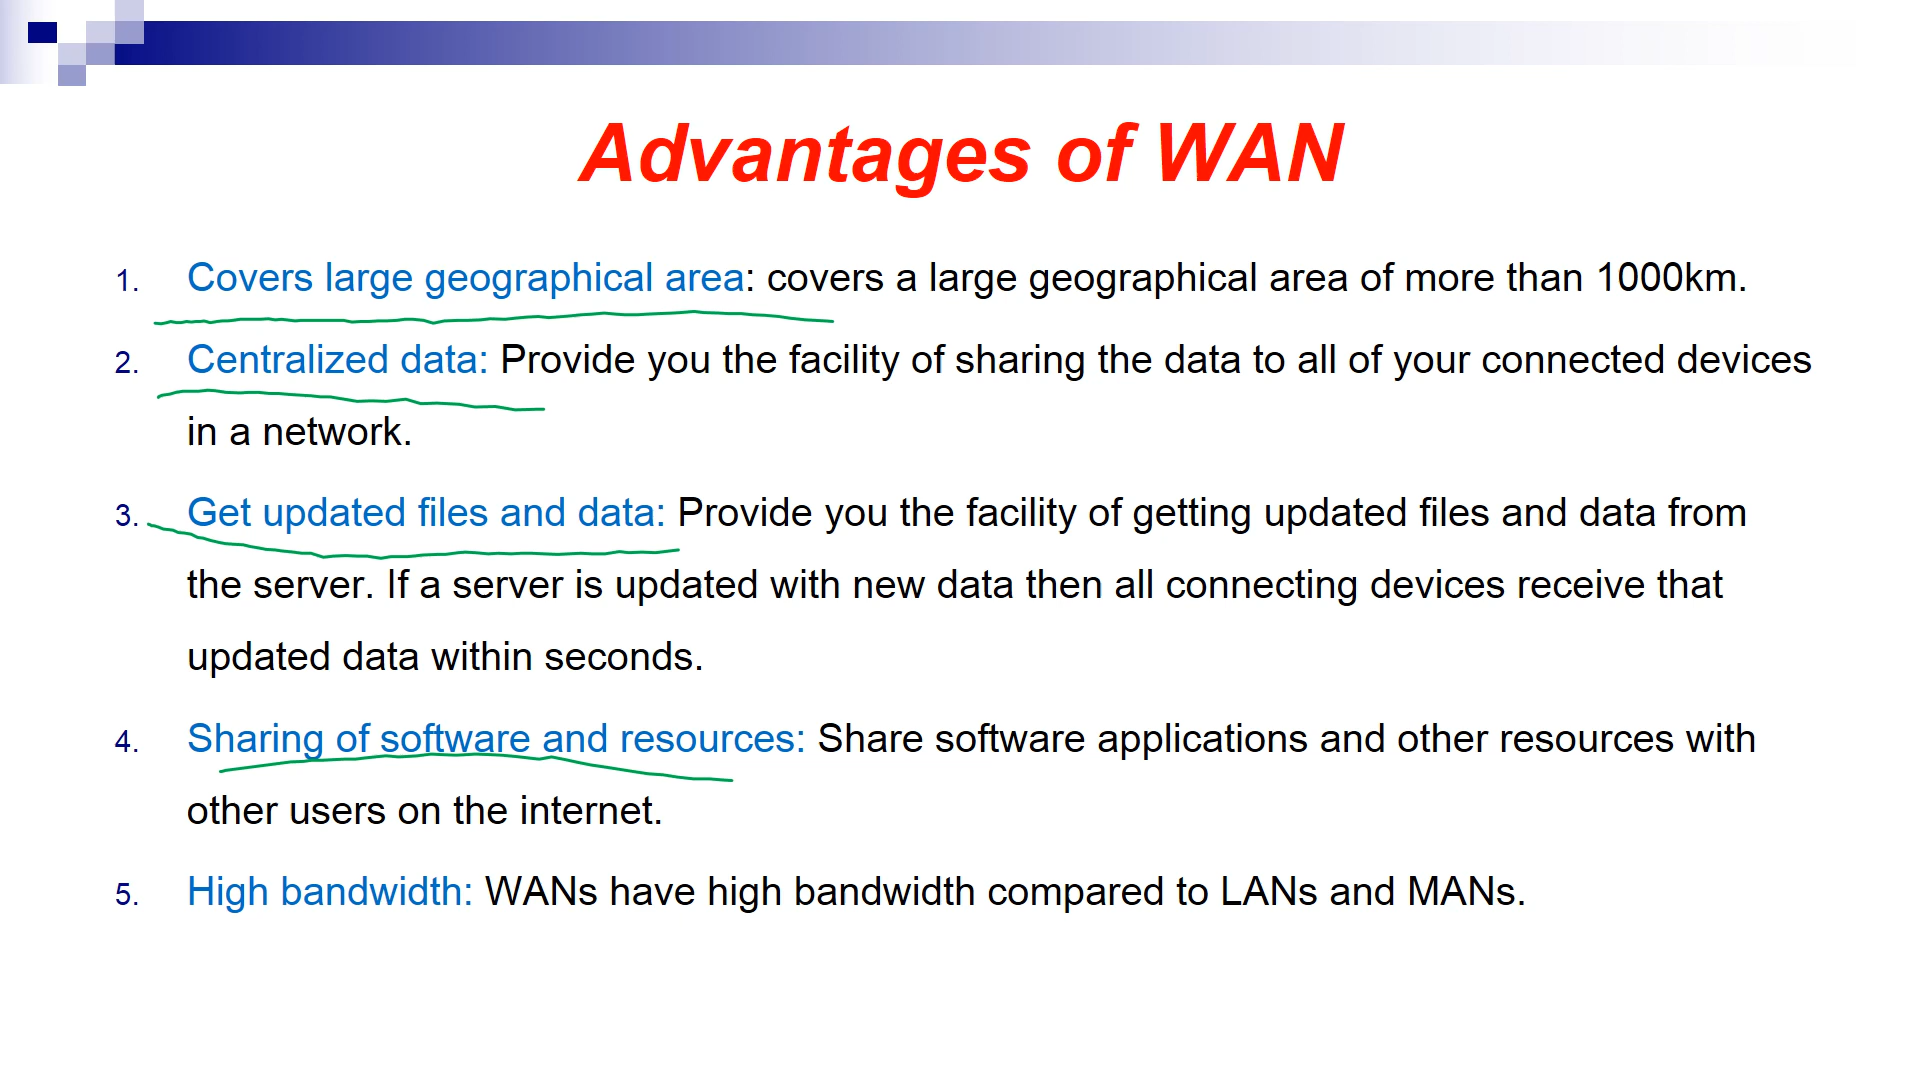 Advantages of WAN
1. Covers large geographical area: covers a large geographical area of more than 1000km.
2. Centralized data: Provide you the facility of sharing the data to all of your connected devices
in a network.
3. Get updated files and data: Provide you the facility of getting updated files and data from
the server. If a server is updated with new data then all connecting devices receive that
updated data within seconds.
4. Sharing of software and resources: Share software applications and other resources with
other users on the internet.
5. High bandwidth: WANs have high bandwidth compared to LANs and MANs.